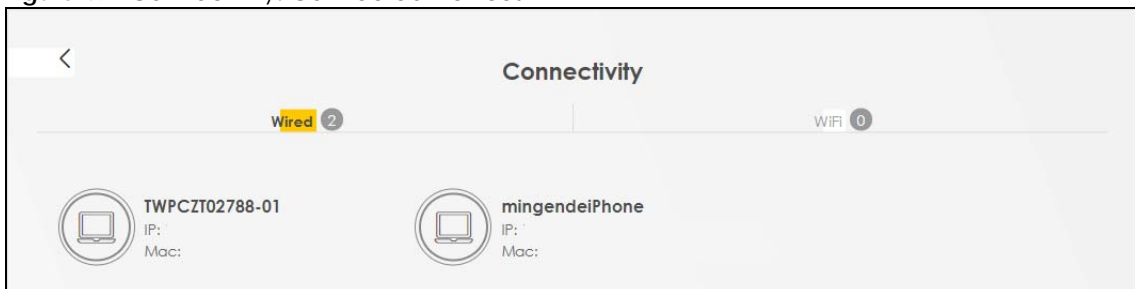 Connectivity
Wired 2
WiFi 0
TWPCZT02788-01
IP:
Mac:
mingendeiPhone
IP:
Mac: